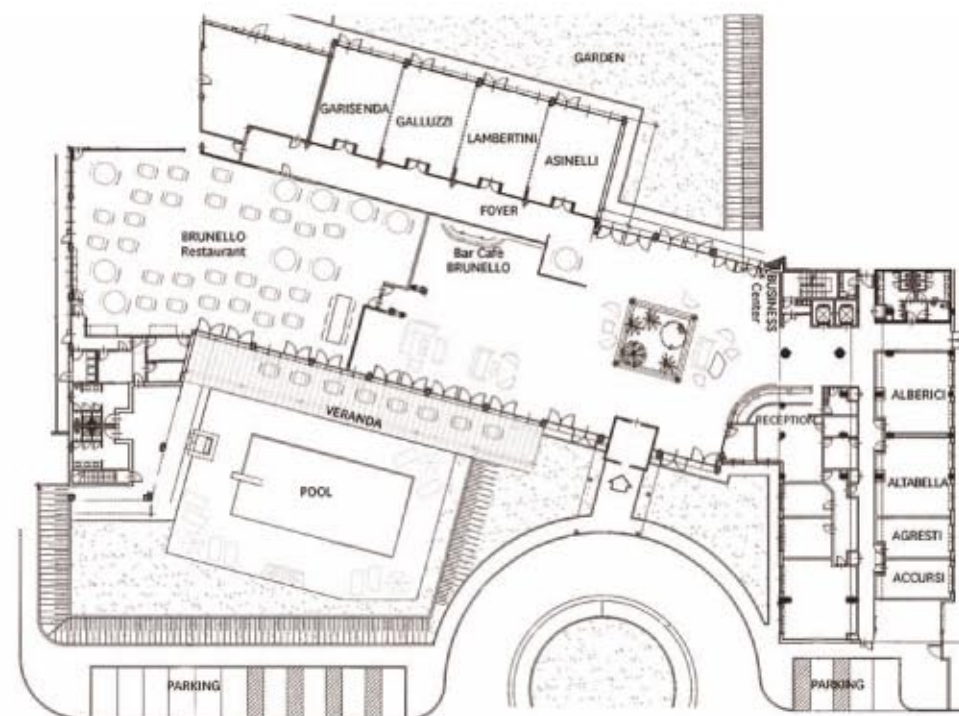 GARDEN
GARISENDA
GALLUZZI
LAMBERTINI
ASINELLI
FOYER
BRUNELLO
Restaurant
Bar Cafè
BRUNELLO
BUSINESS
Center
VERANDA
RECEPTION
ALBERICI
ALTABELLA
AGRESTI
ACCURSI
POOL
PARKING
PARKING